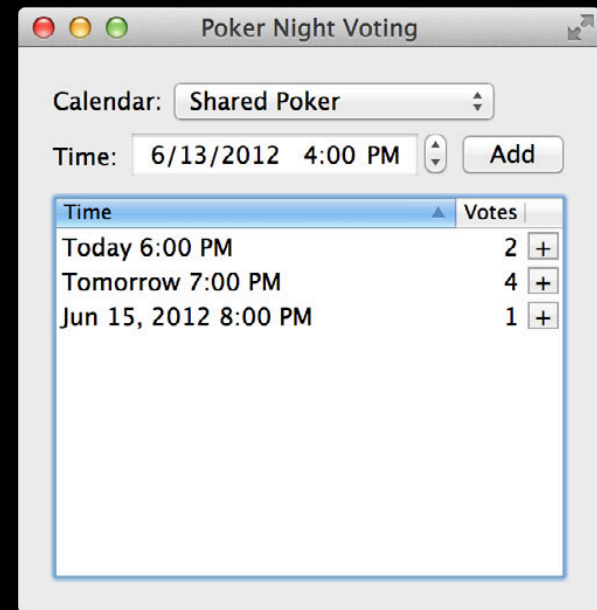 Poker Night Voting
Calendar: Shared Poker
Time: 6/13/2012 4:00 PM Add
Time Votes
Today 6:00 PM 2 +
Tomorrow 7:00 PM 4 +
Jun 15, 2012 8:00 PM 1 +